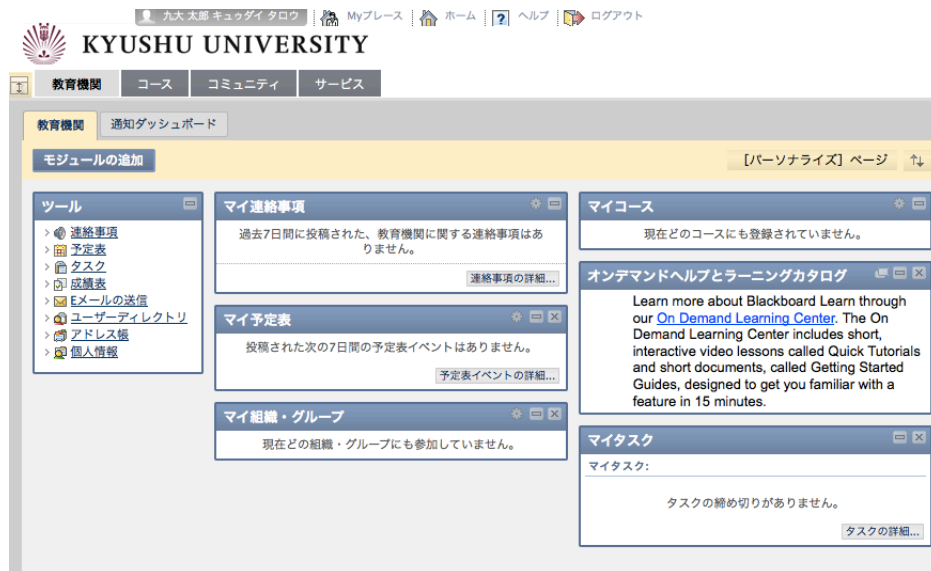 九大 太郎 キュゥダイ タロウ
Myプレース
ホーム
ヘルプ
ログアウト
KYUSHU UNIVERSITY
教育機関
コース
コミュニティ
サービス
教育機関
通知ダッシュボード
モジュールの追加
[パーソナライズ] ページ
ツール
連絡事項
予定表
タスク
成績表
Eメールの送信
ユーザーディレクトリ
アドレス帳
個人情報
マイ連絡事項
過去7日間に投稿された、教育機関に関する連絡事項はあ
りません。
連絡事項の詳細...
マイ予定表
投稿された次の7日間の予定表イベントはありません。
予定表イベントの詳細...
マイ組織・グループ
現在どの組織・グループにも参加していません。
マイコース
現在どのコースにも登録されていません。
オンデマンドヘルプとラーニングカタログ
Learn more about Blackboard Learn through
our On Demand Learning Center. The On
Demand Learning Center includes short,
interactive video lessons called Quick Tutorials
and short documents, called Getting Started
Guides, designed to get you familiar with a
feature in 15 minutes.
マイタスク
マイタスク:
タスクの締め切りがありません。
タスクの詳細...